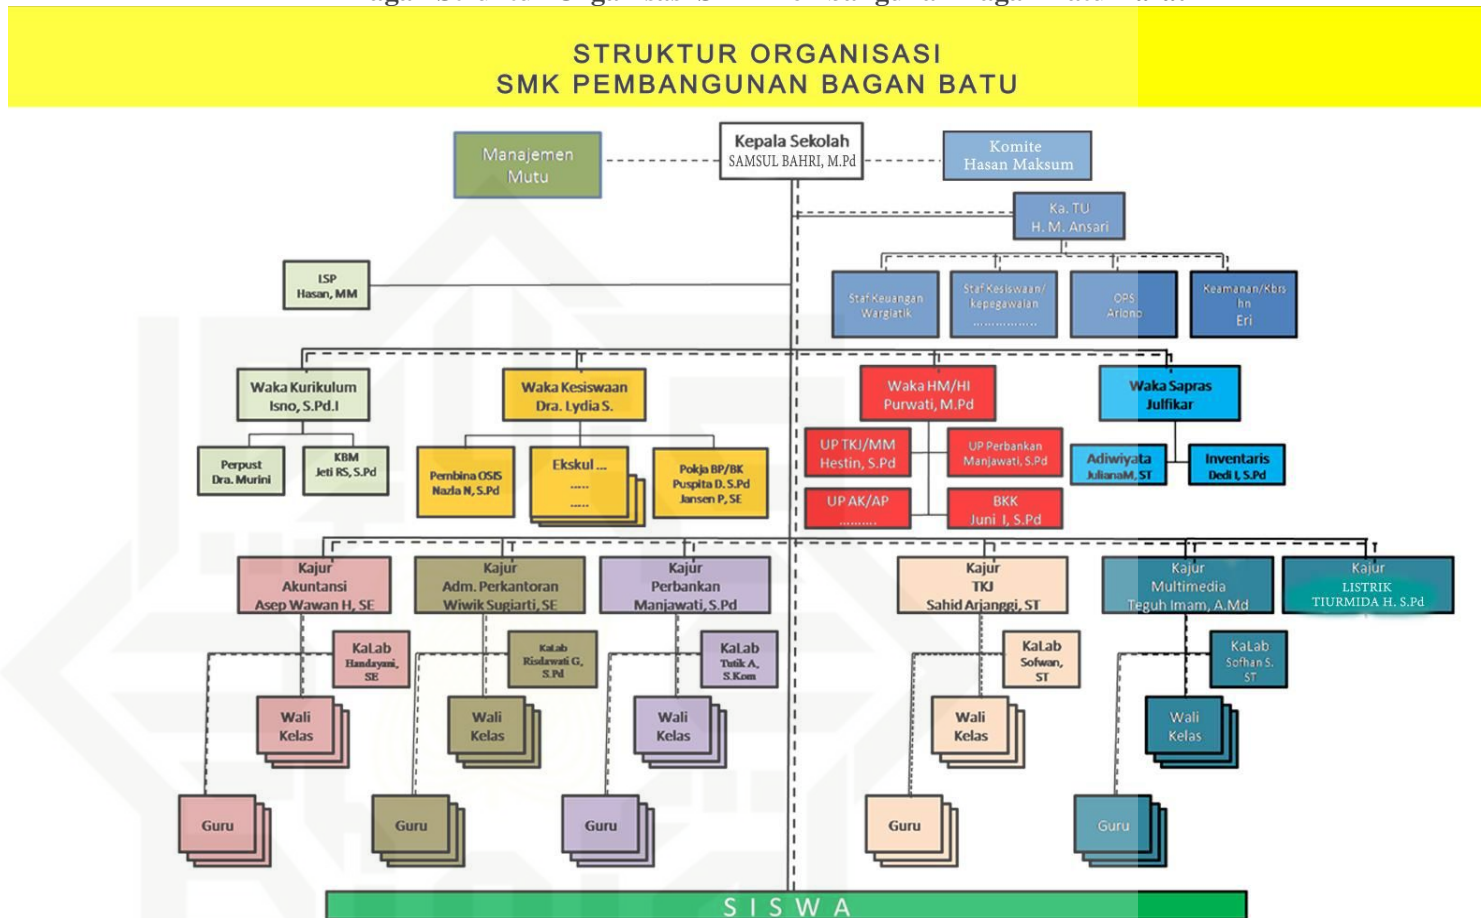 STRUKTUR ORGANISASI
SMK PEMBANGUNAN BAGAN BATU
Kepala Sekolah
SAMSUL BAHRI, M.Pd
Manajemen
Mutu
Komite
Hasan Maksum
Ka. TU
H. M. Ansari
LSP
Hasan, MM
Staf Keuangan
Wargiatik
Staf Kesiswaan/
kepegawaian
................
OPS
Ariono
Keamanan/Kbrs
hn
Eri
Waka Kurikulum
Isno, S.Pd.I
Waka Kesiswaan
Dra. Lydia S.
Waka HM/HI
Purwati, M.Pd
Waka Sapras
Julfikar
Perpust
Dra. Murini
KBM
Jeti RS, S.Pd
Pembina OSIS
Nazla N, S.Pd
Ekskul ...
.....
.....
Pokja BP/BK
Puspita D. S.Pd
Jansen P, SE
UP TKJ/MM
Hestin, S.Pd
UP Perbankan
Manjawati, S.Pd
UP AK/AP
..........
BKK
Juni I, S.Pd
Adiwiyata
JulianaM, ST
Inventaris
Dedi I, S.Pd
Kajur
Akuntansi
Asep Wawan H, SE
Kajur
Adm. Perkantoran
Wiwik Sugiarti, SE
Kajur
Perbankan
Manjawati, S.Pd
Kajur
TKJ
Sahid Arjanggi, ST
Kajur
Multimedia
Teguh Imam, A.Md
Kajur
LISTRIK
TIURMIDA H. S.Pd
KaLab
Handayani,
SE
KaLab
Risdawati G,
S.Pd
KaLab
Tutik A,
S.Kom
KaLab
Sofwan,
ST
KaLab
Sofhan S.
ST
Wali
Kelas
Wali
Kelas
Wali
Kelas
Wali
Kelas
Wali
Kelas
Guru
Guru
Guru
Guru
Guru
SISWA